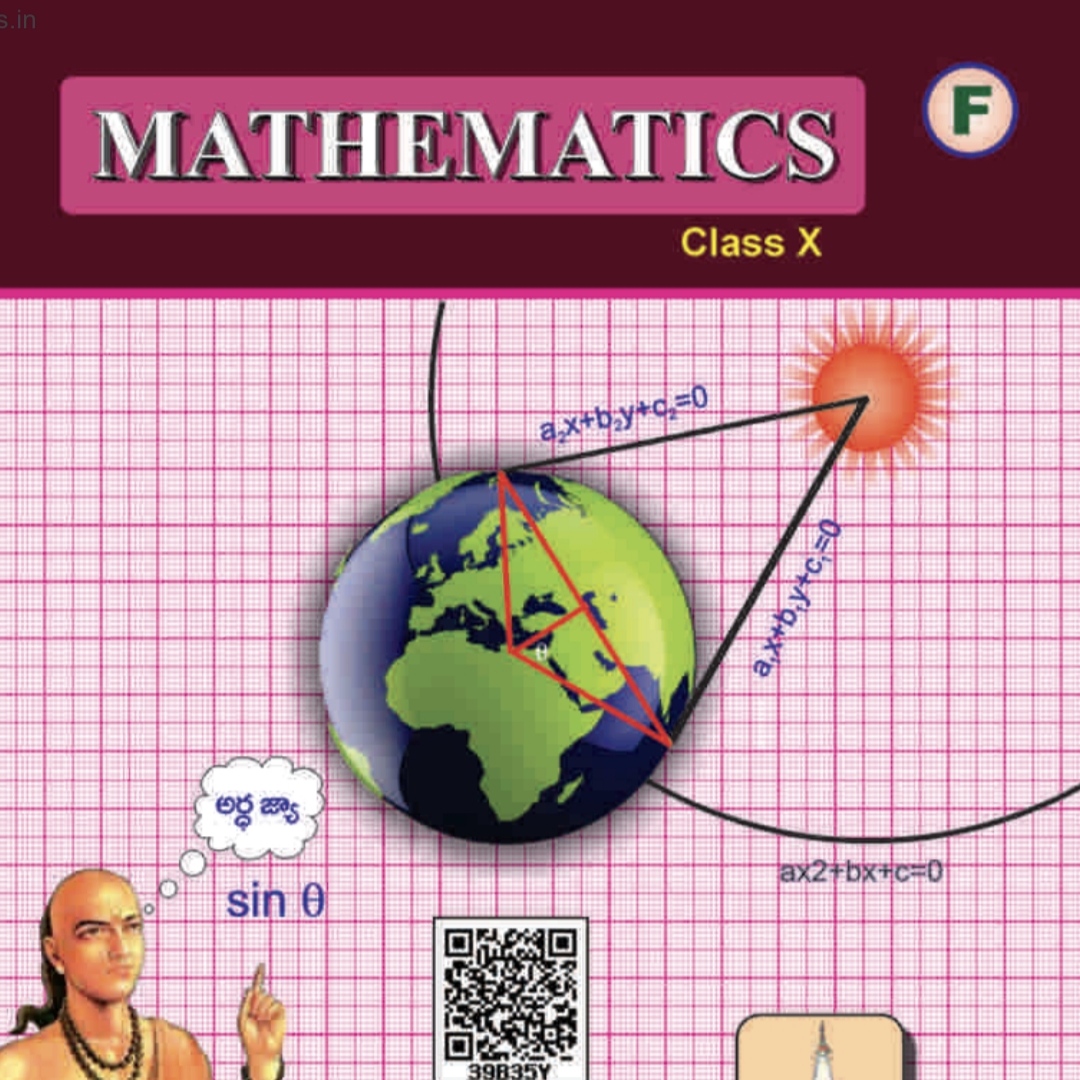 s.in
MATHEMATICS
F
Class X
a₂x+b₂y+c₂=0
a₁x+b₁y+c₁=0
θ
అర్ధ జ్యా
ax2+bx+c=0
sin θ
39B35Y